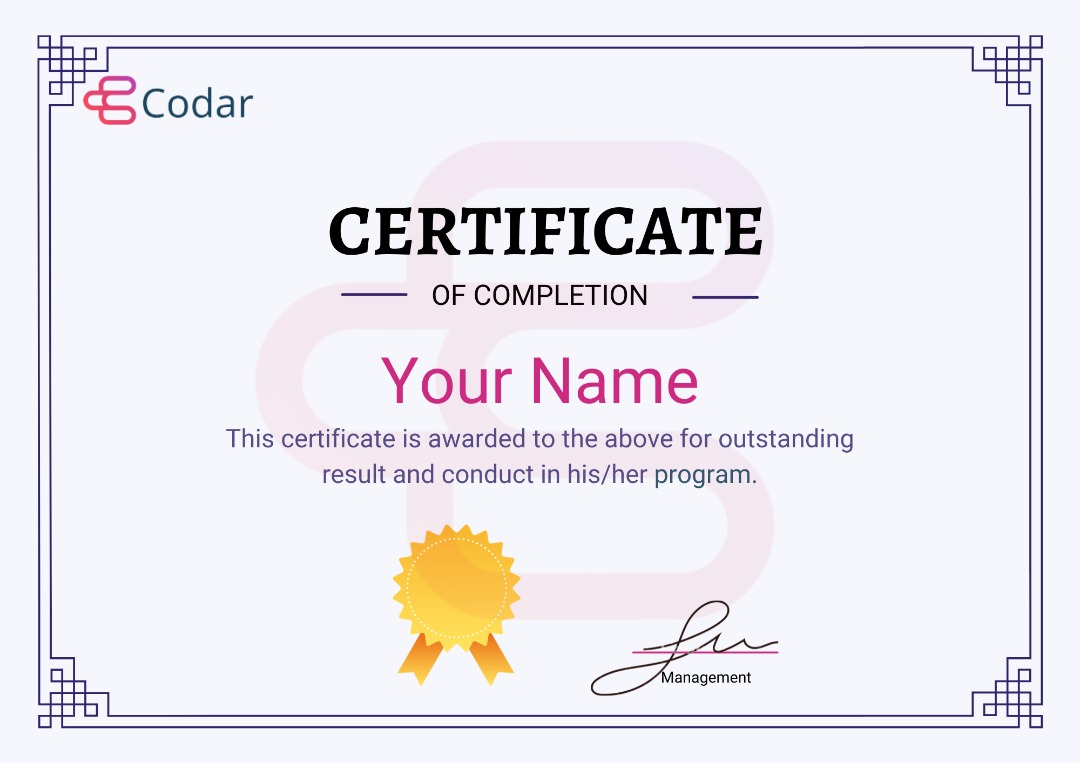 Codar
CERTIFICATE
OF COMPLETION
Your Name
This certificate is awarded to the above for outstanding
result and conduct in his/her program.
Management